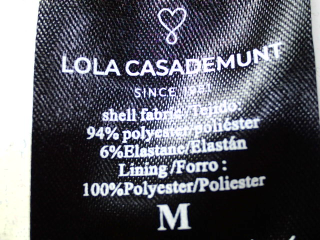 LOLA CASADEMUNT
SINCE 1981
shell fabric/Tejido:
94% polyester/poliéster
6%Elastane/Elastán
Lining/Forro :
100%Polyester/Poliester
M